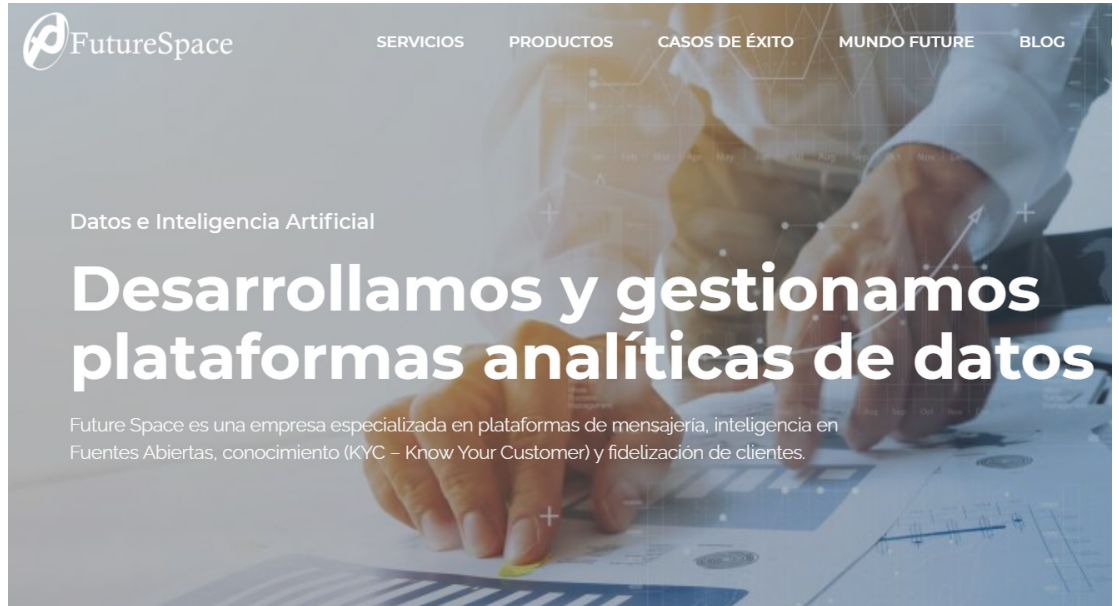 FutureSpace
SERVICIOS PRODUCTOS CASOS DE ÉXITO MUNDO FUTURE BLOG
Datos e Inteligencia Artificial
Desarrollamos y gestionamos
plataformas analíticas de datos
Future Space es una empresa especializada en plataformas de mensajería, inteligencia en
Fuentes Abiertas, conocimiento (KYC – Know Your Customer) y fidelización de clientes.